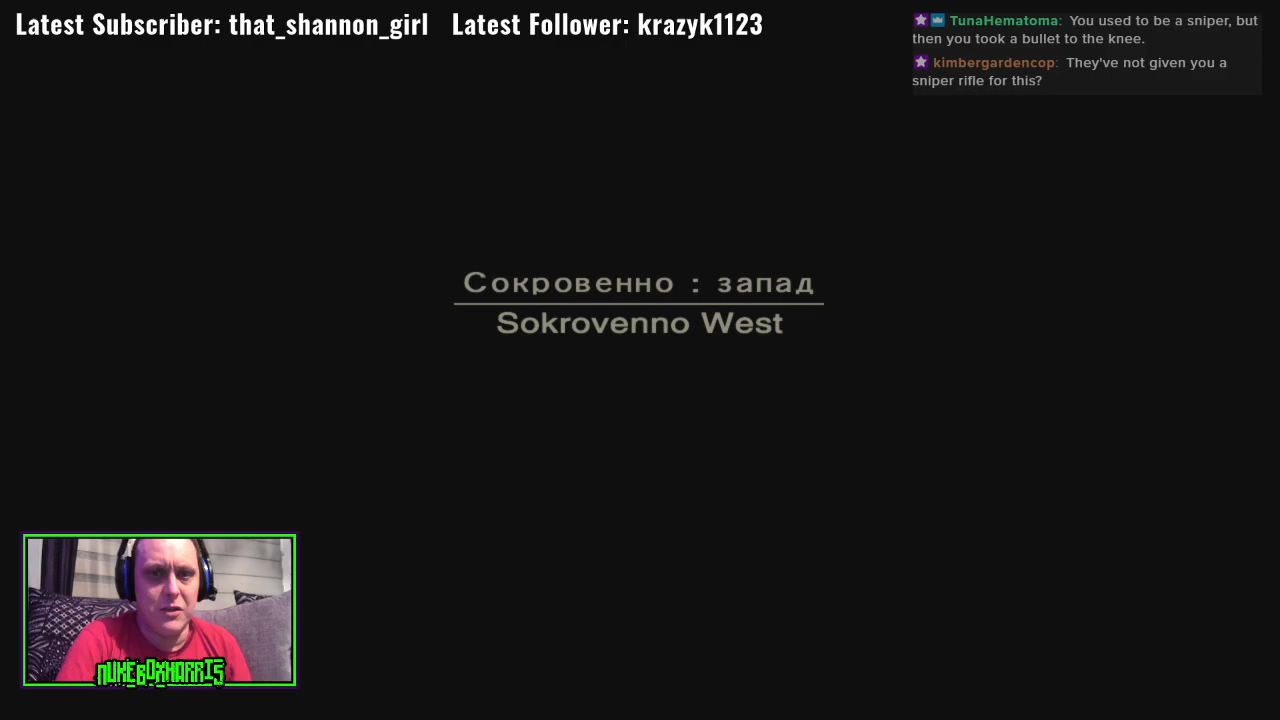 Latest Subscriber: that_shannon_girl Latest Follower: krazyk1123
TunaHematoma: You used to be a sniper, but
then you took a bullet to the knee.
kimbergardencop: They've not given you a
sniper rifle for this?
Сокровенно : запад
Sokrovenno West
NUKEBOXHARRIS